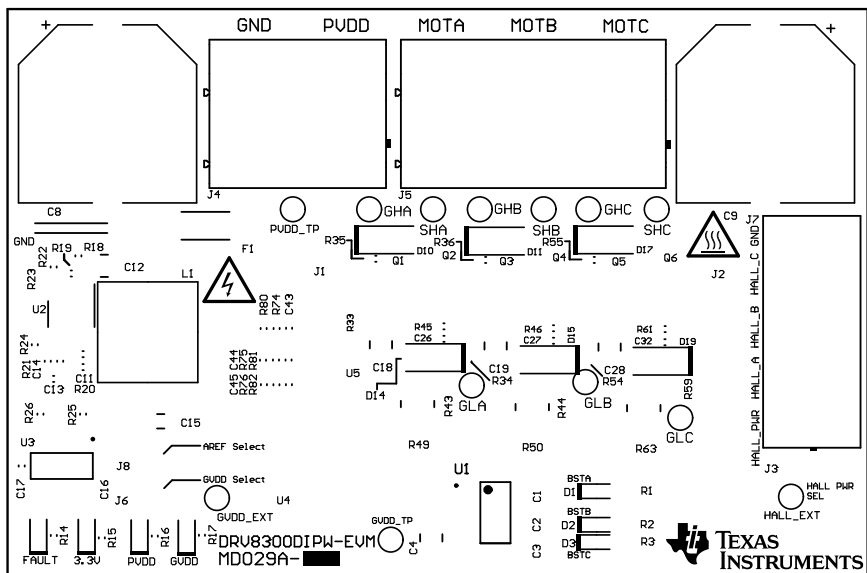 GND PVDD MOTA MOTB MOTC
+ +
J4 J5
C8 GND
PVDD_TP GHA SHA GHB SHB GHC SHC
C9 J7
R22 R19 R18
R23
F1
R35 D10 R36 D11 R55 D17
Q1 Q2 Q3 Q4 Q5 Q6
J2
C12 L1 J1
HALL_PWR HALL_A HALL_B HALL_C GND
U2
R80 R74 C43
R33 R45 C26 R46 C27 D15 R61 C32 D19
R24
R21 C14 C13 C11 R20
C44 R75 R81
C45 R76 R82
U5 C18 D14 C19 R34 C28 R54 R59
R43 GLA R44 GLB GLC
R26 R25 C15
U3 AREF Select
R49 R50 R63
J8 GVDD Select
C17 C16 J6
GVDD_EXT U4
U1
J3
HALL PWR SEL
HALL_EXT
C1 BSTA D1 R1
C2 BSTB D2 R2
C3 D3 BSTC R3
R14 R15 R16 R17
FAULT 3.3V PVDD GVDD
GVDD_TP C4
DRV8300DIPW-EVM
MD029A-
TEXAS
INSTRUMENTS